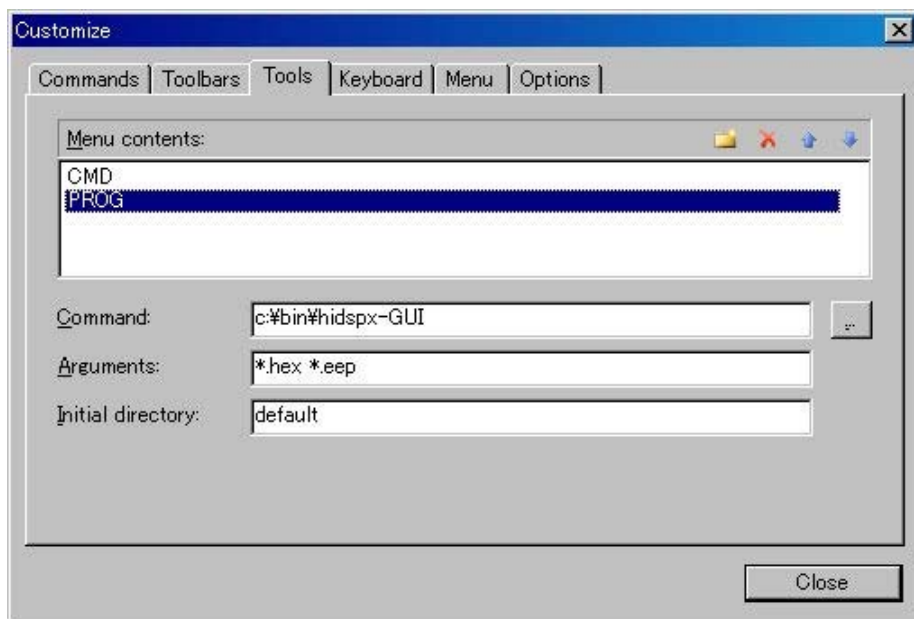 Customize
Commands Toolbars Tools Keyboard Menu Options
Menu contents:
CMD
PROG
Command: c:¥bin¥hidspx-GUI ...
Arguments: *.hex *.eep
Initial directory: default
Close